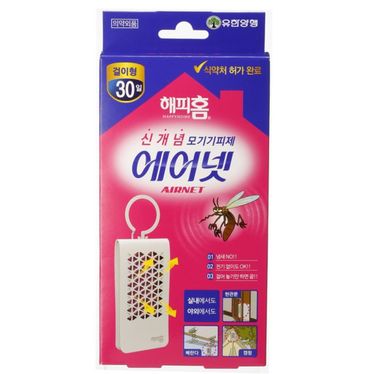 의약외품
유한양행
걸이형
30일
식약처 허가 완료
해피홈
HAPPYHOME
신개념 모기기피제
에어넷
AIRNET
01 냄새 NO!!
02 전기 없이도 OK!!
03 걸어 놓기만 하면 끝!!
실내에서도
야외에서도
현관문
베란다
캠핑
해피홈